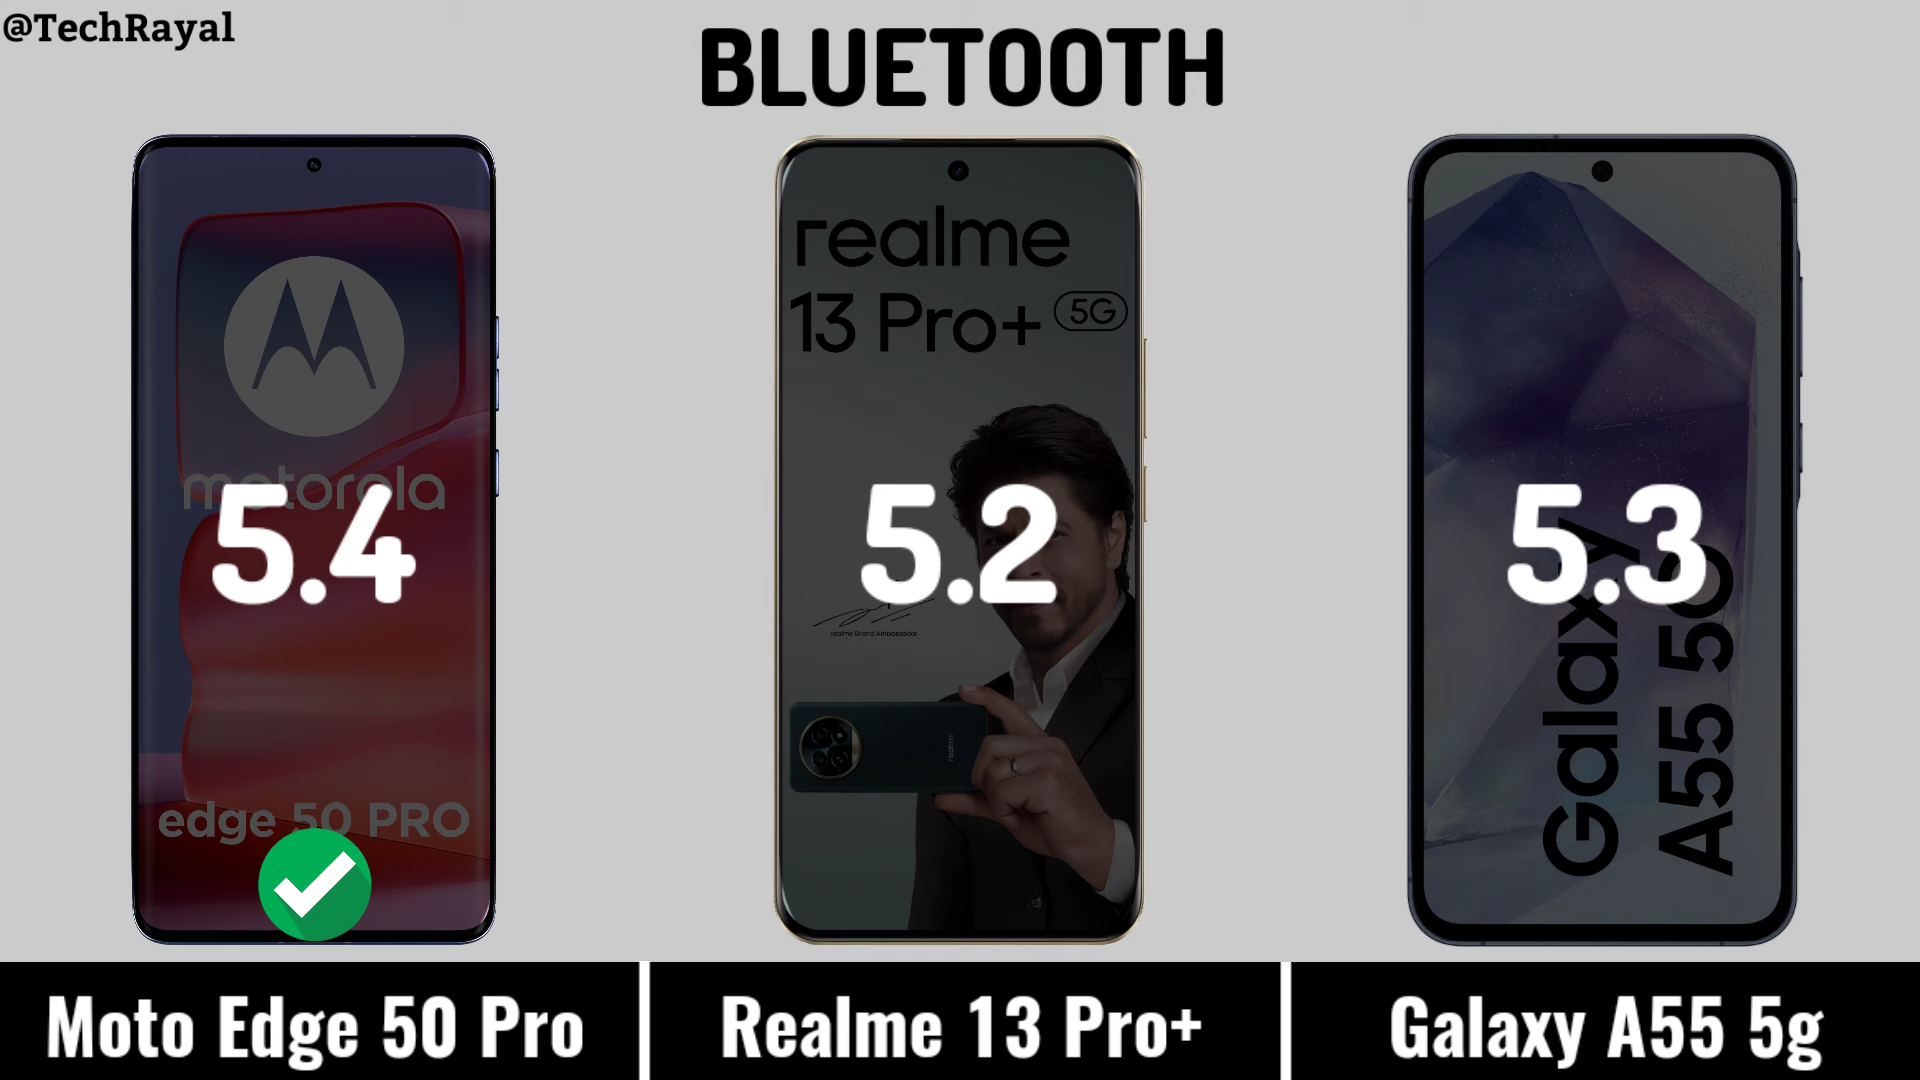 @TechRayal
BLUETOOTH
motorola
5.4
edge 50 PRO
realme
13 Pro+ 5G
5.2
realme Brand Ambassador
realme
5.3
Galaxy
A55 5G
Moto Edge 50 Pro
Realme 13 Pro+
Galaxy A55 5g